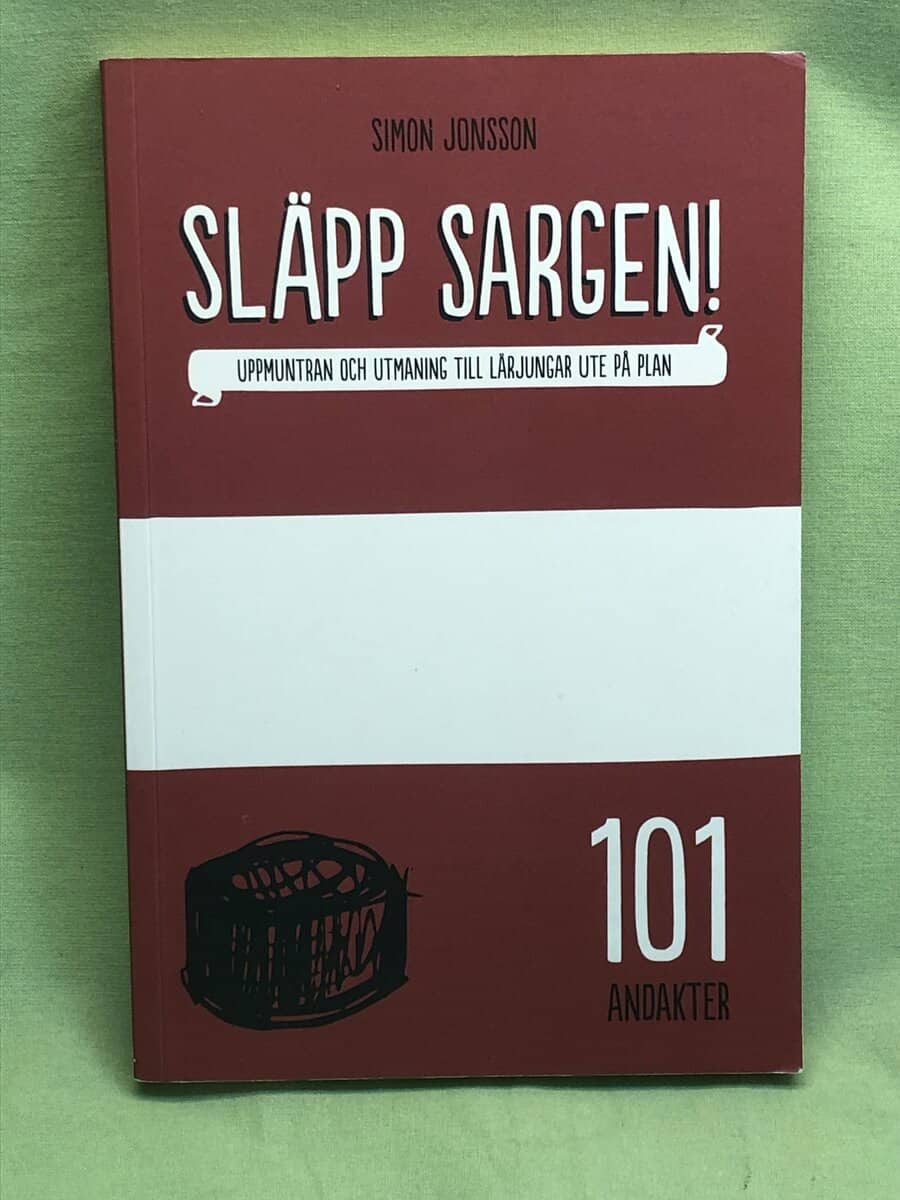 SIMON JONSSON
SLÄPP SARGEN!
UPPMUNTRAN OCH UTMANING TILL LÄRJUNGAR UTE PÅ PLAN
101
ANDAKTER